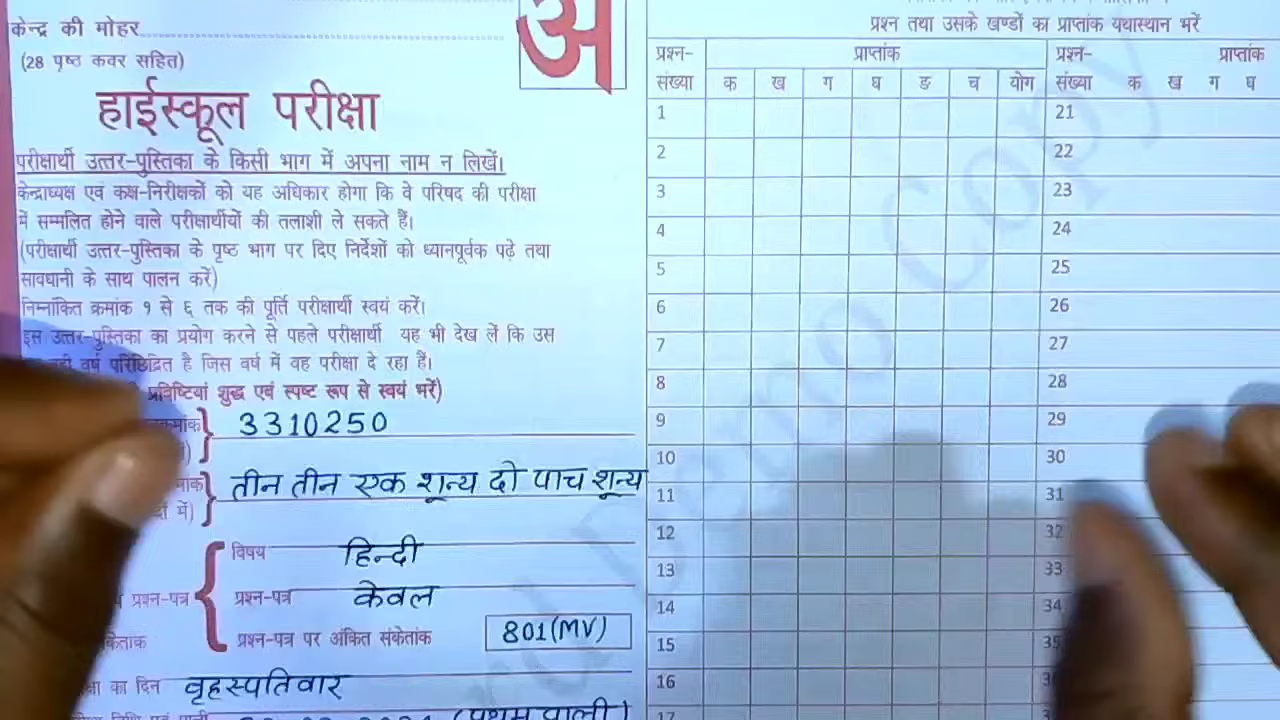 केन्द्र की मोहर
(28 पृष्ठ कवर सहित)
अ
हाईस्कूल परीक्षा
परीक्षार्थी उत्तर-पुस्तिका के किसी भाग में अपना नाम न लिखें।
केन्द्राध्यक्ष एवं कक्ष-निरीक्षकों को यह अधिकार होगा कि वे परिषद की परीक्षा
में सम्मलित होने वाले परीक्षार्थीयों की तलाशी ले सकते हैं।
(परीक्षार्थी उत्तर-पुस्तिका के पृष्ठ भाग पर दिए निर्देशों को ध्यानपूर्वक पढ़े तथा
सावधानी के साथ पालन करें)
निम्नांकित क्रमांक १ से ६ तक की पूर्ति परीक्षार्थी स्वयं करें।
इस उत्तर-पुस्तिका का प्रयोग करने से पहले परीक्षार्थी यह भी देख लें कि उस
वर्ष परिछिद्रित है जिस वर्ष में वह परीक्षा दे रहा हैं।
प्रविष्टियां शुद्ध एवं स्पष्ट रूप से स्वयं भरें)
3310250
तीन तीन एक शून्य दो पाच शून्य
में)
विषय हिन्दी
प्रश्न-पत्र प्रश्न-पत्र केवल
प्रश्न-पत्र पर अंकित संकेतांक 801(MV)
का दिन वृहस्पतिवार
(प्रथम पाली)
प्रश्न तथा उसके खण्डों का प्राप्तांक यथास्थान भरें
प्रश्न- प्राप्तांक प्रश्न- प्राप्तांक
संख्या क ख ग घ ङ च योग संख्या क ख ग घ
1 21
2 22
3 23
4 24
5 25
6 26
7 27
8 28
9 29
10 30
11 31
12 32
13 33
14 34
15 35
16
17
Demo Copy